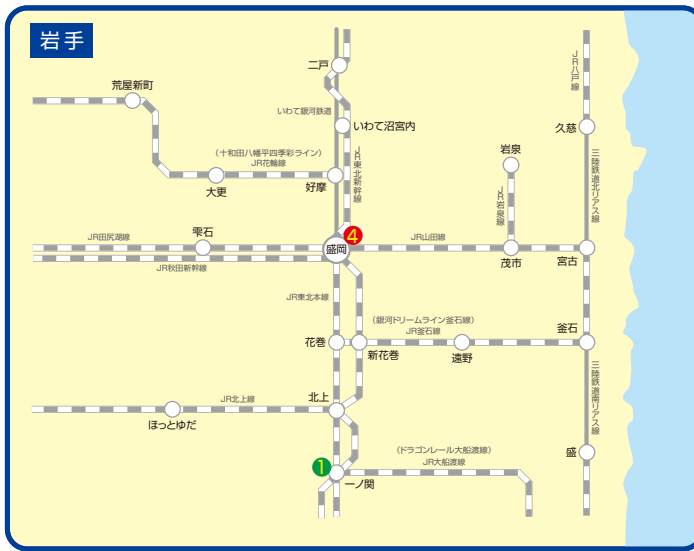 岩手
二戸
JR八戸線
荒屋新町
いわて銀河鉄道
いわて沼宮内
久慈
(十和田八幡平四季彩ライン)
JR花輪線
JR東北新幹線
岩泉
三陸鉄道北リアス線
大更
好摩
JR岩泉線
4
雫石
JR田尻湖線
盛岡
JR山田線
JR秋田新幹線
茂市
宮古
JR東北本線
(銀河ドリームライン釜石線)
JR釜石線
釜石
花巻
新花巻
遠野
三陸鉄道南リアス線
JR北上線
北上
ほっとゆだ
(ドラゴンレール大船渡線)
JR大船渡線
盛
1
一ノ関